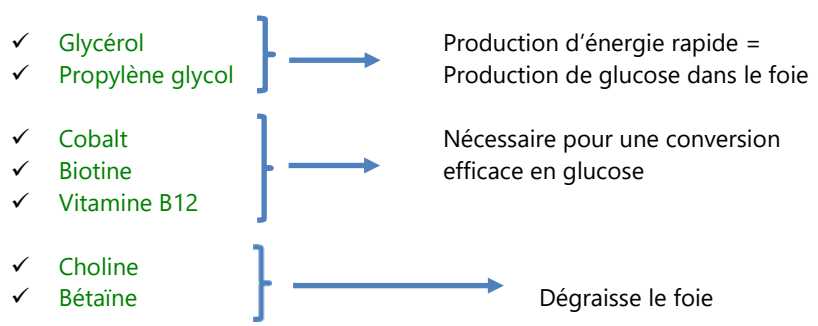 ✓ Glycérol
✓ Propylène glycol
Production d'énergie rapide =
Production de glucose dans le foie
✓ Cobalt
✓ Biotine
✓ Vitamine B12
Nécessaire pour une conversion
efficace en glucose
✓ Choline
✓ Bétaïne
Dégraisse le foie